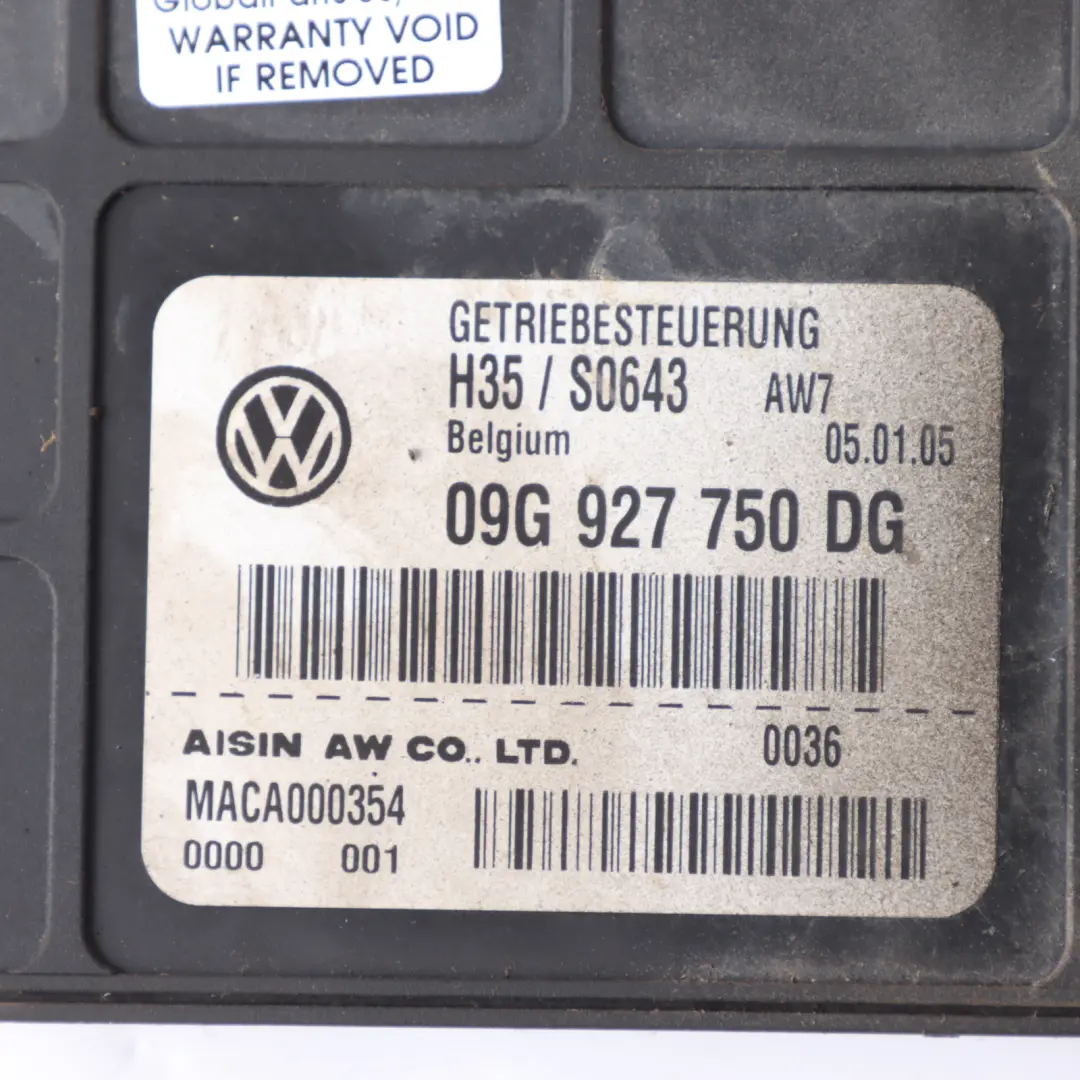 WARRANTY VOID
IF REMOVED
GETRIEBESTEUERUNG
H35 / S0643 AW7
Belgium 05.01.05
09G 927 750 DG
AISIN AW CO., LTD. 0036
MACA000354
0000 001